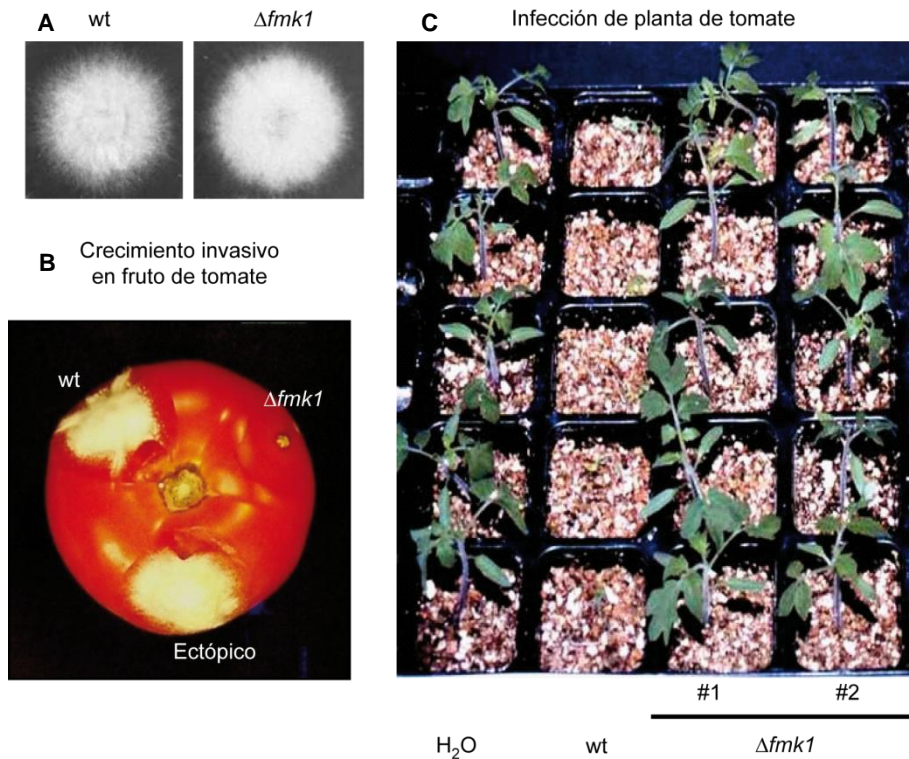 A
wt
Δfmk1
B
Crecimiento invasivo
en fruto de tomate
wt
Δfmk1
Ectópico
C
Infección de planta de tomate
#1
#2
H₂O
wt
Δfmk1